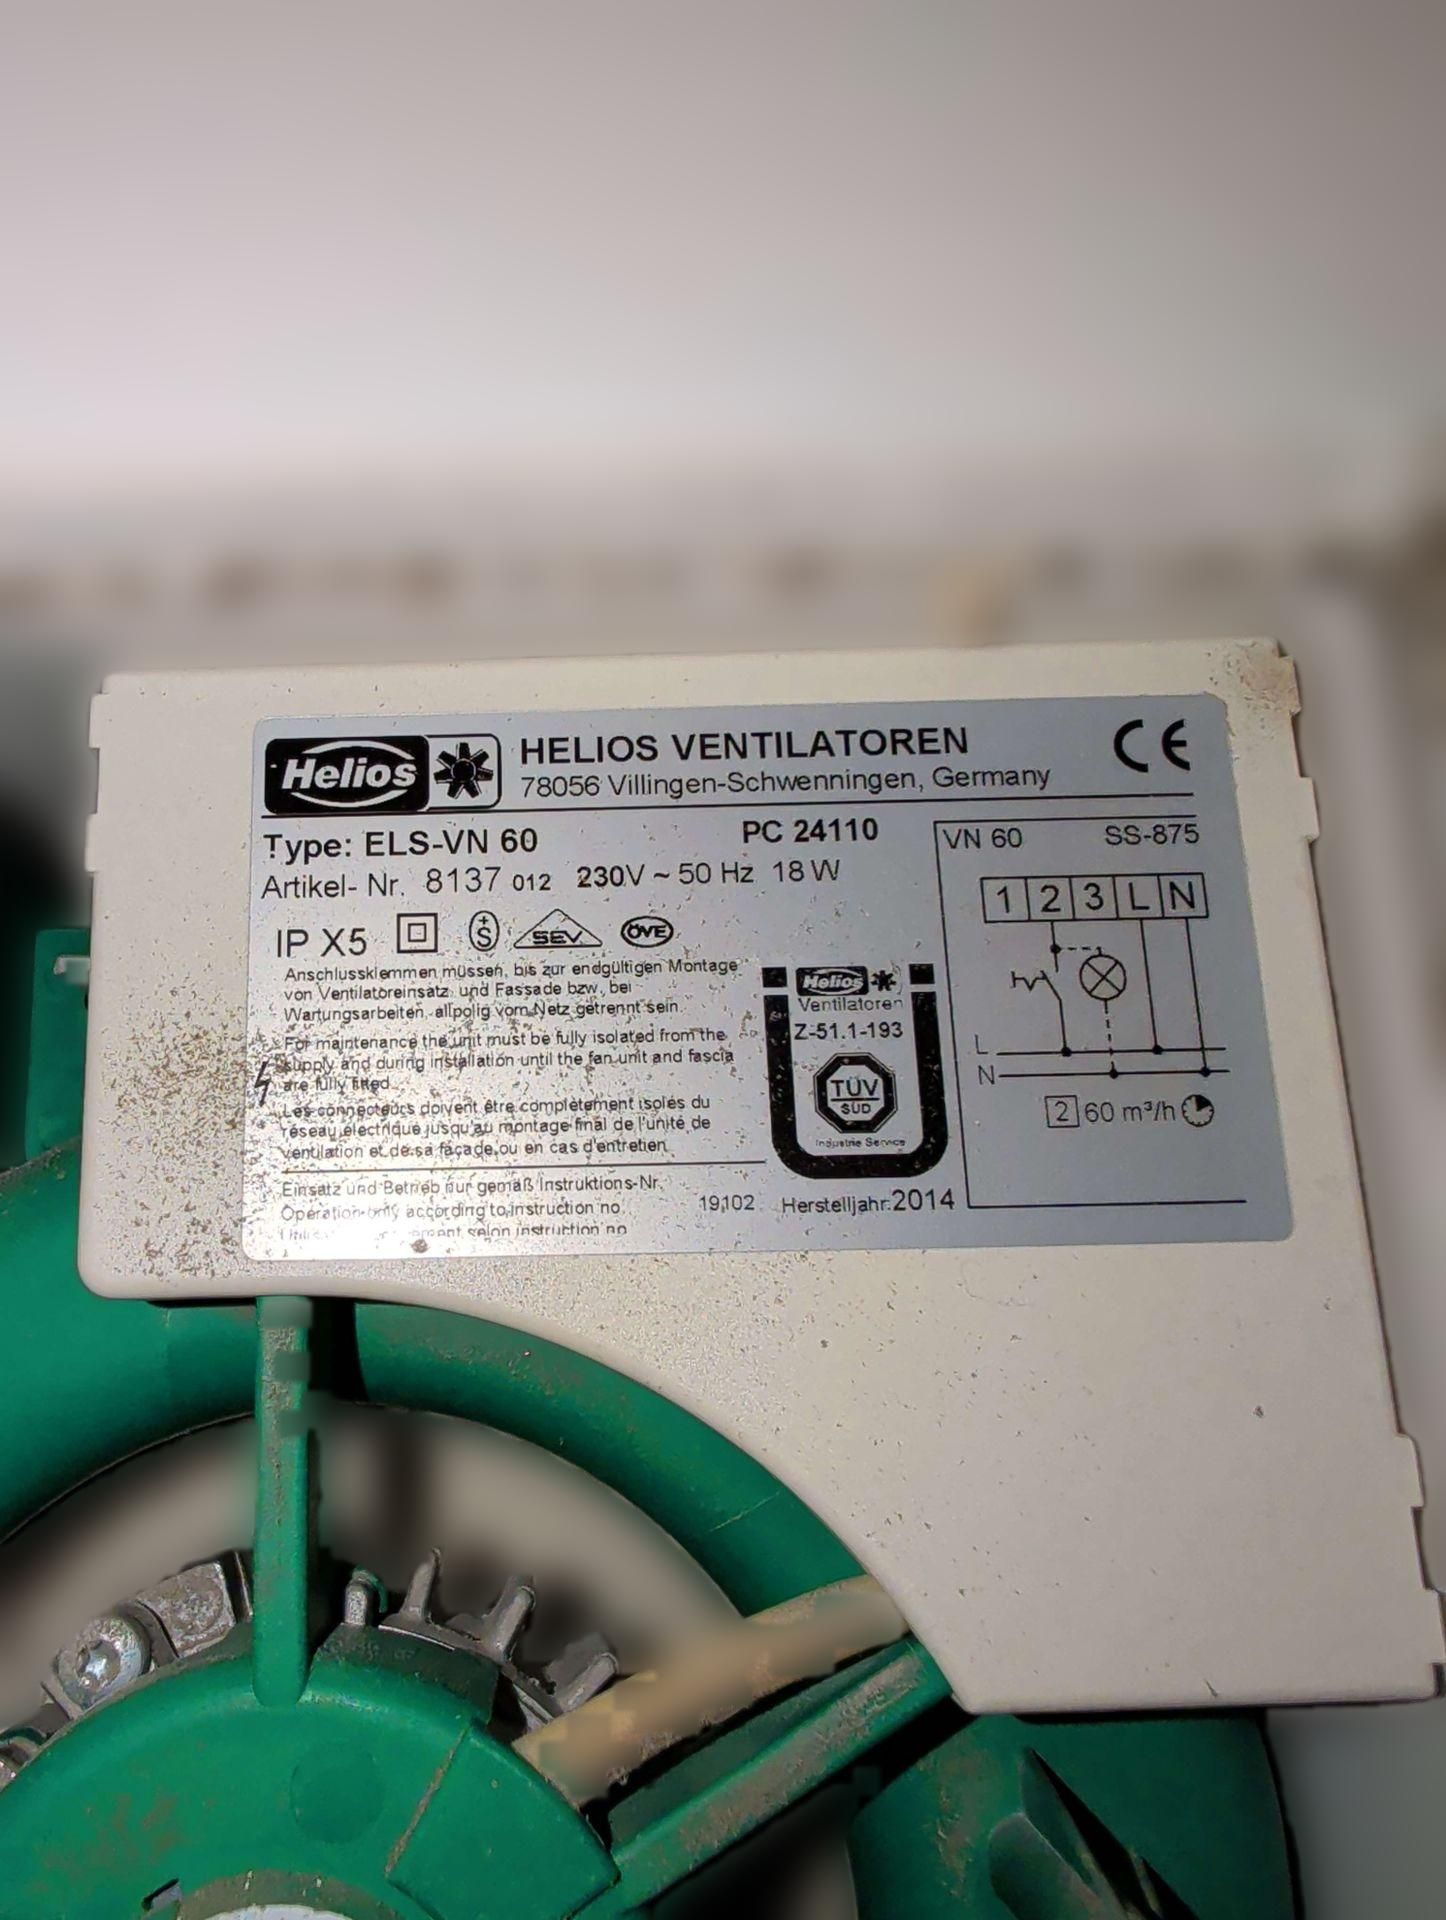 Helios
HELIOS VENTILATOREN
78056 Villingen-Schwenningen, Germany
CE
Type: ELS-VN 60
PC 24110
Artikel- Nr. 8137 012 230V ~ 50 Hz 18 W
IP X5
+
S
SEV
ÖVE
Anschlussklemmen müssen, bis zur endgültigen Montage
von Ventilatoreinsatz und Fassade bzw., bei
Wartungsarbeiten, allpolig vom Netz getrennt sein.
For maintenance the unit must be fully isolated from the
supply and during installation until the fan unit and fascia
are fully fitted
Les connecteurs doivent être complètement isolés du
réseau électrique jusqu'au montage final de l'unité de
ventilation et de sa façade ou en cas d'entretien
Einsatz und Betrieb nur gemäß Instruktions-Nr.
Operation only according to instruction no.
selon instruction no
19,102
Herstelljahr:2014
Helios
Ventilatoren
Z-51.1-193
TÜV
SÜD
Industrie Service
VN 60 SS-875
1 2 3 L N
L
N
2 60 m³/h